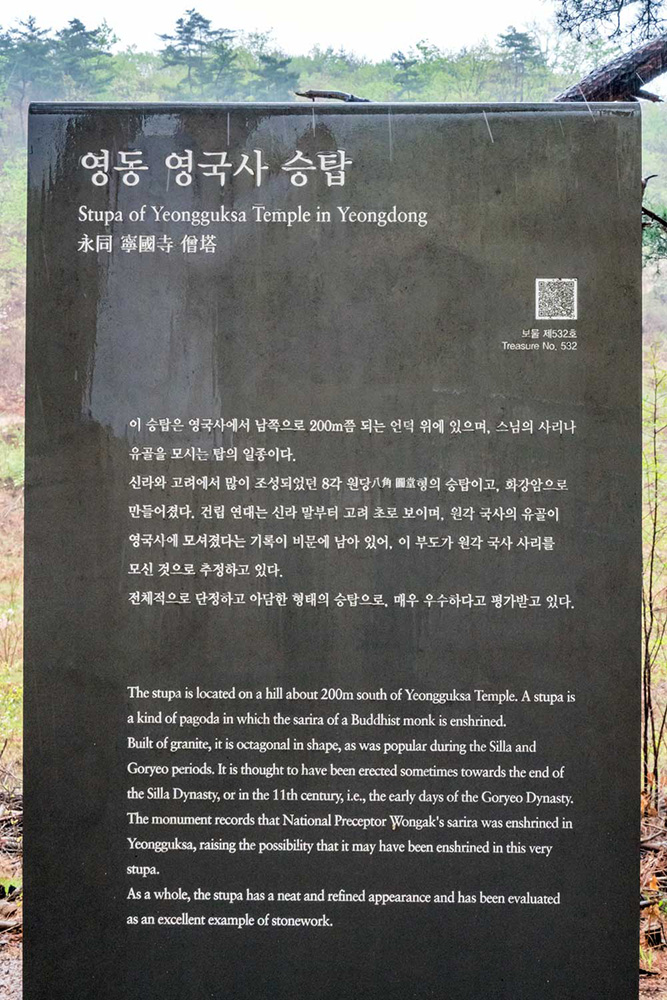 영동 영국사 승탑
Stupa of Yeongguksa Temple in Yeongdong
永同 寧國寺 僧塔
보물 제532호
Treasure No. 532
이 승탑은 영국사에서 남쪽으로 200m쯤 되는 언덕 위에 있으며, 스님의 사리나
유골을 모시는 탑의 일종이다.
신라와 고려에서 많이 조성되었던 8각 원당八角 圓堂형의 승탑이고, 화강암으로
만들어졌다. 건립 연대는 신라 말부터 고려 초로 보이며, 원각 국사의 유골이
영국사에 모셔졌다는 기록이 비문에 남아 있어, 이 부도가 원각 국사 사리를
모신 것으로 추정하고 있다.
전체적으로 단정하고 아담한 형태의 승탑으로, 매우 우수하다고 평가받고 있다.
The stupa is located on a hill about 200m south of Yeongguksa Temple. A stupa is
a kind of pagoda in which the sarira of a Buddhist monk is enshrined.
Built of granite, it is octagonal in shape, as was popular during the Silla and
Goryeo periods. It is thought to have been erected sometimes towards the end of
the Silla Dynasty, or in the 11th century, i.e., the early days of the Goryeo Dynasty.
The monument records that National Preceptor Wongak's sarira was enshrined in
Yeongguksa, raising the possibility that it may have been enshrined in this very
stupa.
As a whole, the stupa has a neat and refined appearance and has been evaluated
as an excellent example of stonework.